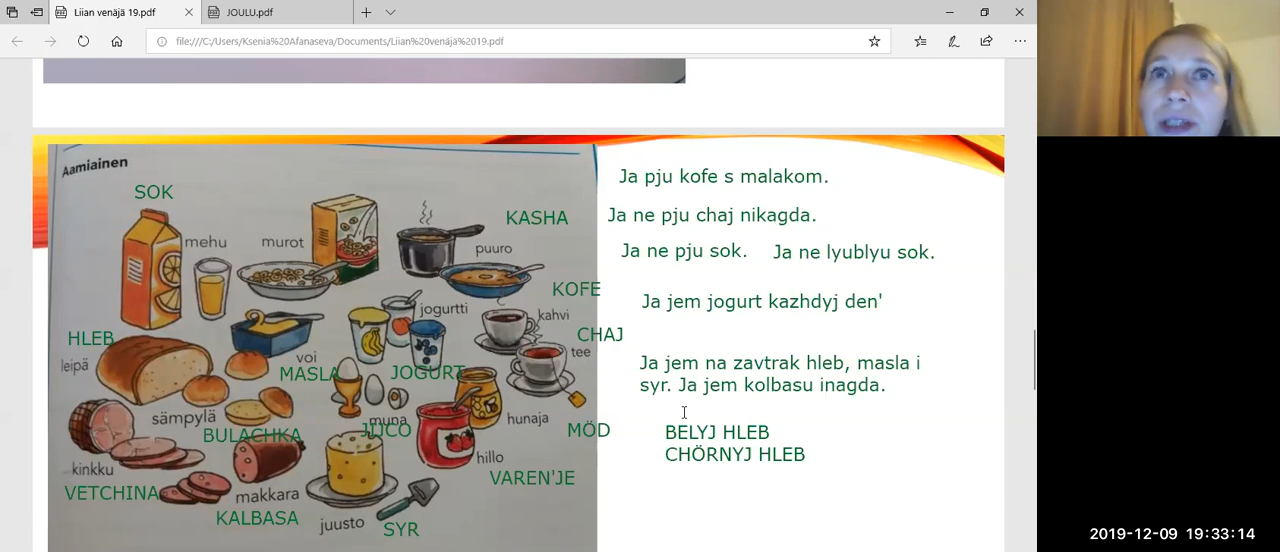 Liian venäjä 19.pdf
JOULU.pdf
file:///C:/Users/Ksenia%20Afanaseva/Documents/Liian%20venäjä%2019.pdf
Aamiainen
SOK
mehu
murot
KASHA
puuro
KOFE
kahvi
jogurtti
CHAJ
tee
HLEB
leipä
voi
MASLA
JOGURT
sämpylä
BULACHKA
muna
JIJCO
hunaja
MÖD
kinkku
VETCHINA
makkara
KALBASA
hillo
VAREN'JE
juusto
SYR
Ja pju kofe s malakom.
Ja ne pju chaj nikagda.
Ja ne pju sok. Ja ne lyublyu sok.
Ja jem jogurt kazhdyj den'
Ja jem na zavtrak hleb, masla i
syr. Ja jem kolbasu inagda.
BELYJ HLEB
CHÖRNYJ HLEB
2019-12-09 19:33:14